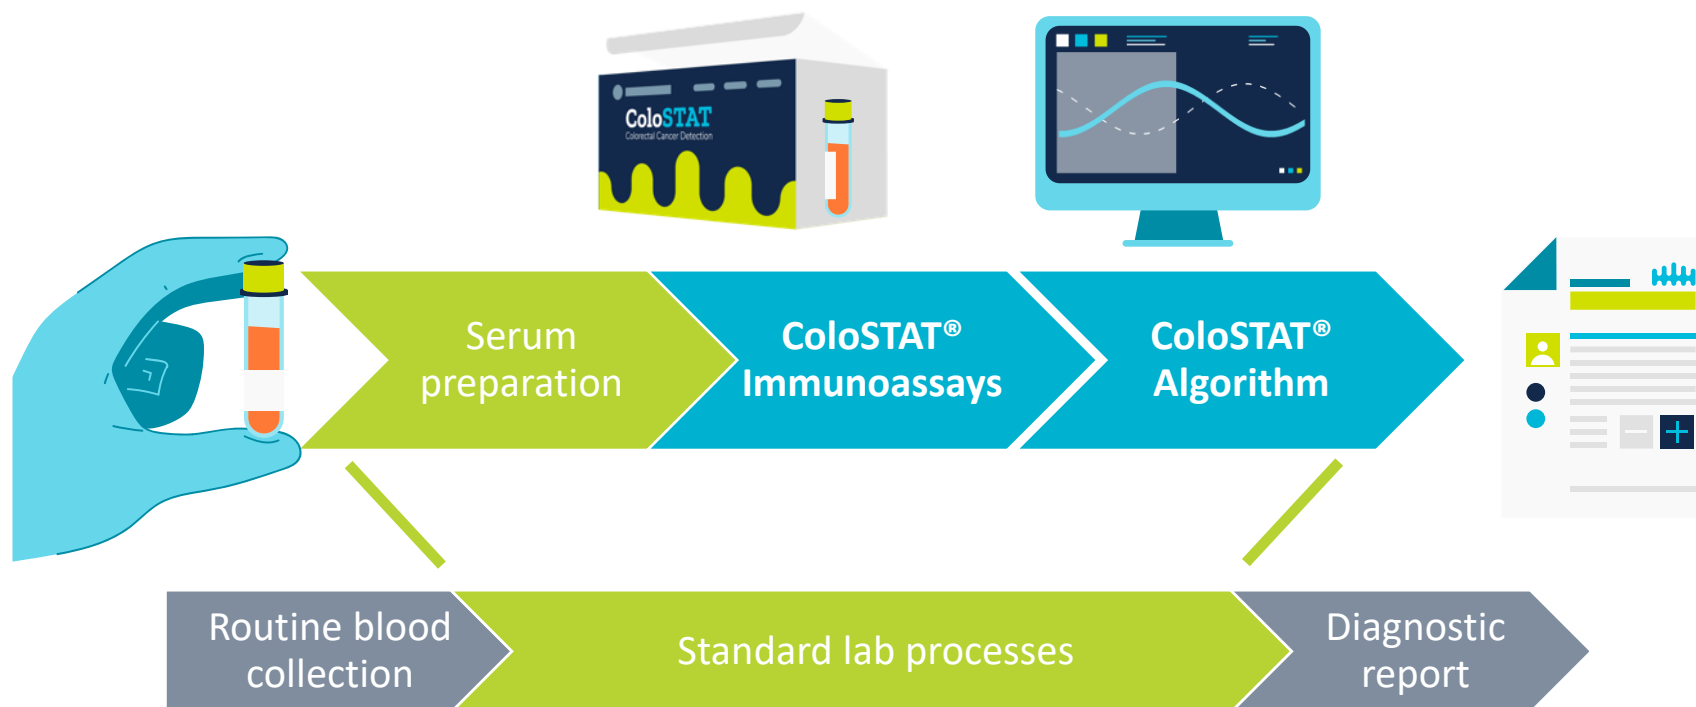 ColoSTAT
Colorectal Cancer Detection
Serum
preparation
ColoSTAT®
Immunoassays
ColoSTAT®
Algorithm
Routine blood
collection
Standard lab processes
Diagnostic
report